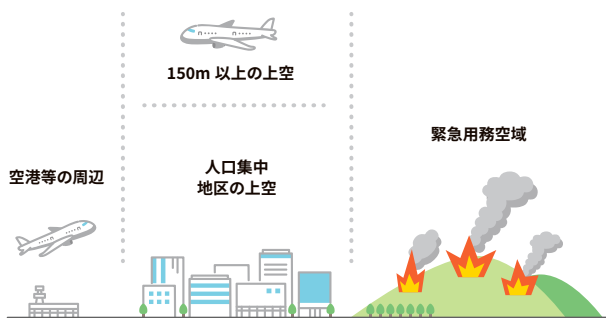 150m 以上の上空
緊急用務空域
空港等の周辺
人口集中
地区の上空